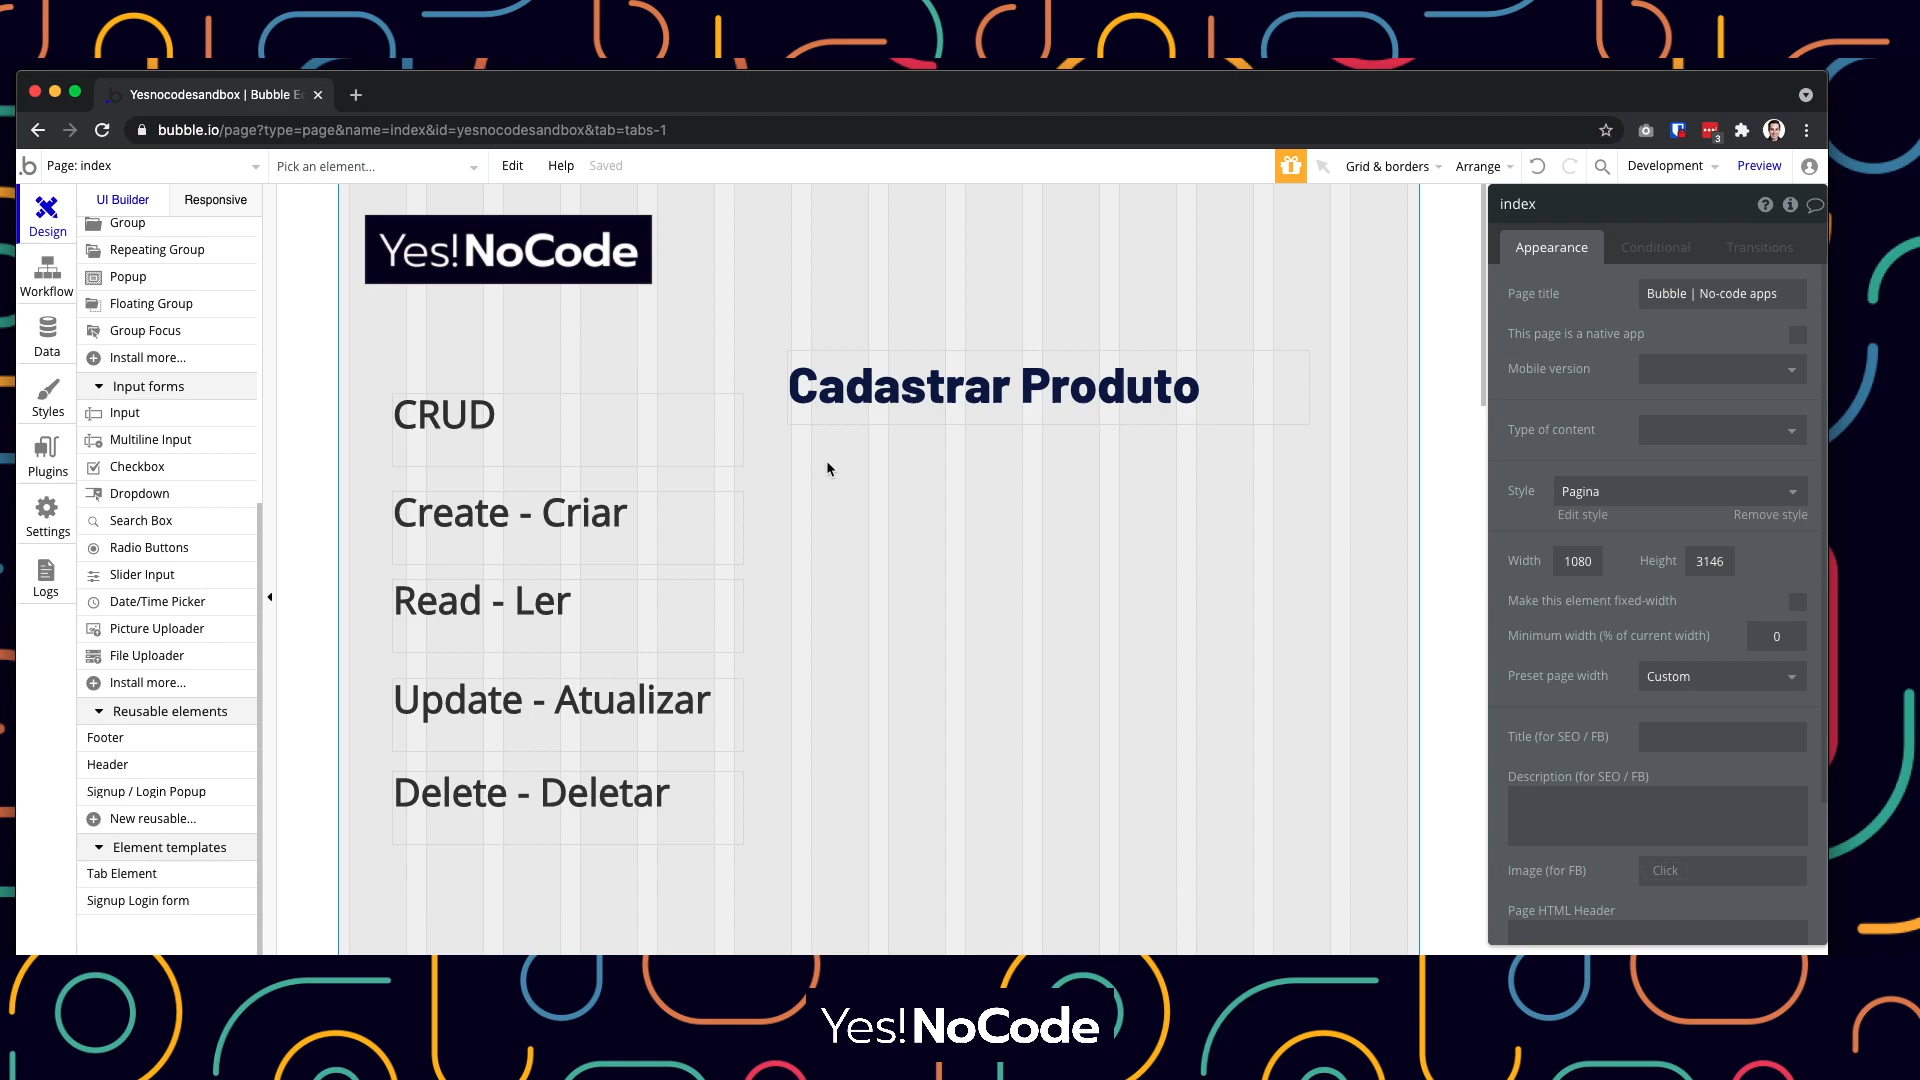 Yesnocodesandbox | Bubble E
bubble.io/page?type=page&name=index&id=yesnocodesandbox&tab=tabs-1
3
b Page: index
Pick an element...
Edit
Help
Saved
Grid & borders
Arrange
Development
Preview
Design
Workflow
Data
Styles
Plugins
Settings
Logs
UI Builder
Responsive
Group
Repeating Group
Popup
Floating Group
Group Focus
Install more...
Input forms
Input
Multiline Input
Checkbox
Dropdown
Search Box
Radio Buttons
Slider Input
Date/Time Picker
Picture Uploader
File Uploader
Install more...
Reusable elements
Footer
Header
Signup / Login Popup
New reusable...
Element templates
Tab Element
Signup Login form
Yes!NoCode
CRUD
Create - Criar
Read - Ler
Update - Atualizar
Delete - Deletar
Cadastrar Produto
index
Appearance
Conditional
Transitions
Page title
Bubble | No-code apps
This page is a native app
Mobile version
Type of content
Style
Pagina
Edit style
Remove style
Width
1080
Height
3146
Make this element fixed-width
Minimum width (% of current width)
0
Preset page width
Custom
Title (for SEO / FB)
Description (for SEO / FB)
Image (for FB)
Click
Page HTML Header
Yes!NoCode